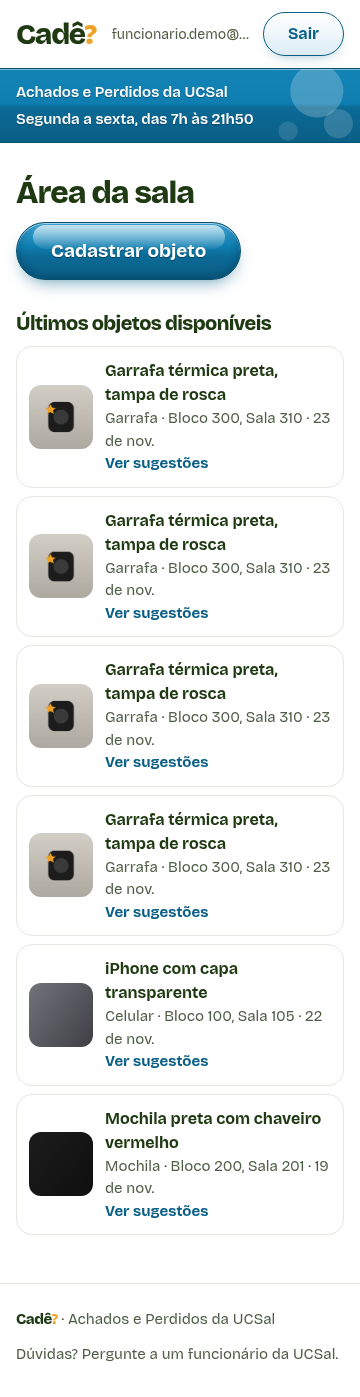 Cadê?
funcionario.demo@...
Sair
Achados e Perdidos da UCSal
Segunda a sexta, das 7h às 21h50
Área da sala
Cadastrar objeto
Últimos objetos disponíveis
Garrafa térmica preta,
tampa de rosca
Garrafa · Bloco 300, Sala 310 · 23
de nov.
Ver sugestões
Garrafa térmica preta,
tampa de rosca
Garrafa · Bloco 300, Sala 310 · 23
de nov.
Ver sugestões
Garrafa térmica preta,
tampa de rosca
Garrafa · Bloco 300, Sala 310 · 23
de nov.
Ver sugestões
Garrafa térmica preta,
tampa de rosca
Garrafa · Bloco 300, Sala 310 · 23
de nov.
Ver sugestões
iPhone com capa
transparente
Celular · Bloco 100, Sala 105 · 22
de nov.
Ver sugestões
Mochila preta com chaveiro
vermelho
Mochila · Bloco 200, Sala 201 · 19
de nov.
Ver sugestões
Cadê? · Achados e Perdidos da UCSal
Dúvidas? Pergunte a um funcionário da UCSal.